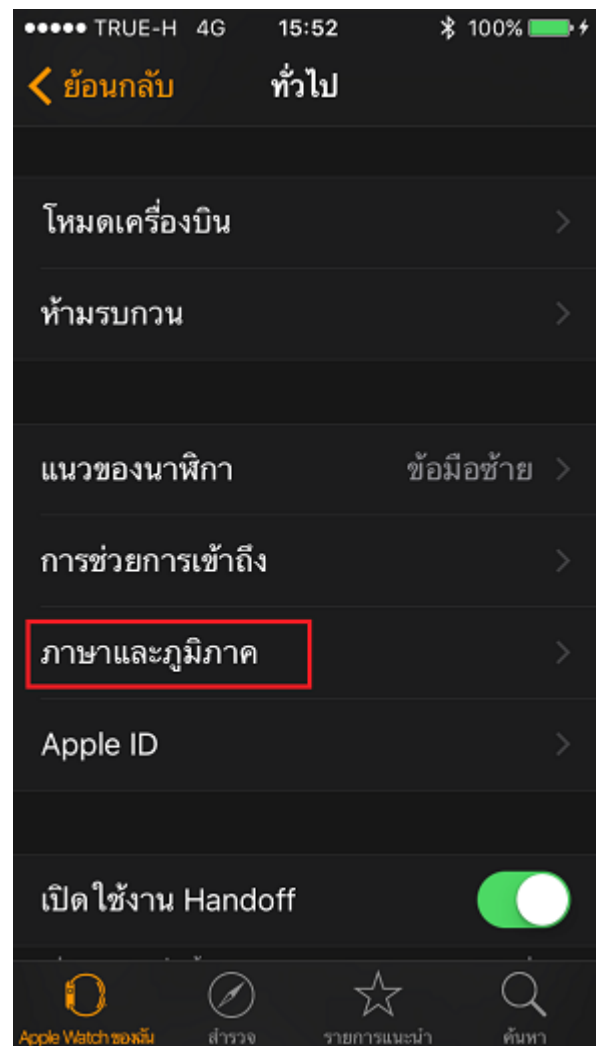 TRUE-H 4G 15:52 100%
ย้อนกลับ ทั่วไป
โหมดเครื่องบิน
ห้ามรบกวน
แนวของนาฬิกา ข้อมือซ้าย
การช่วยการเข้าถึง
ภาษาและภูมิภาค
Apple ID
เปิดใช้งาน Handoff
Apple Watch ของฉัน สำรวจ รายการแนะนำ ค้นหา